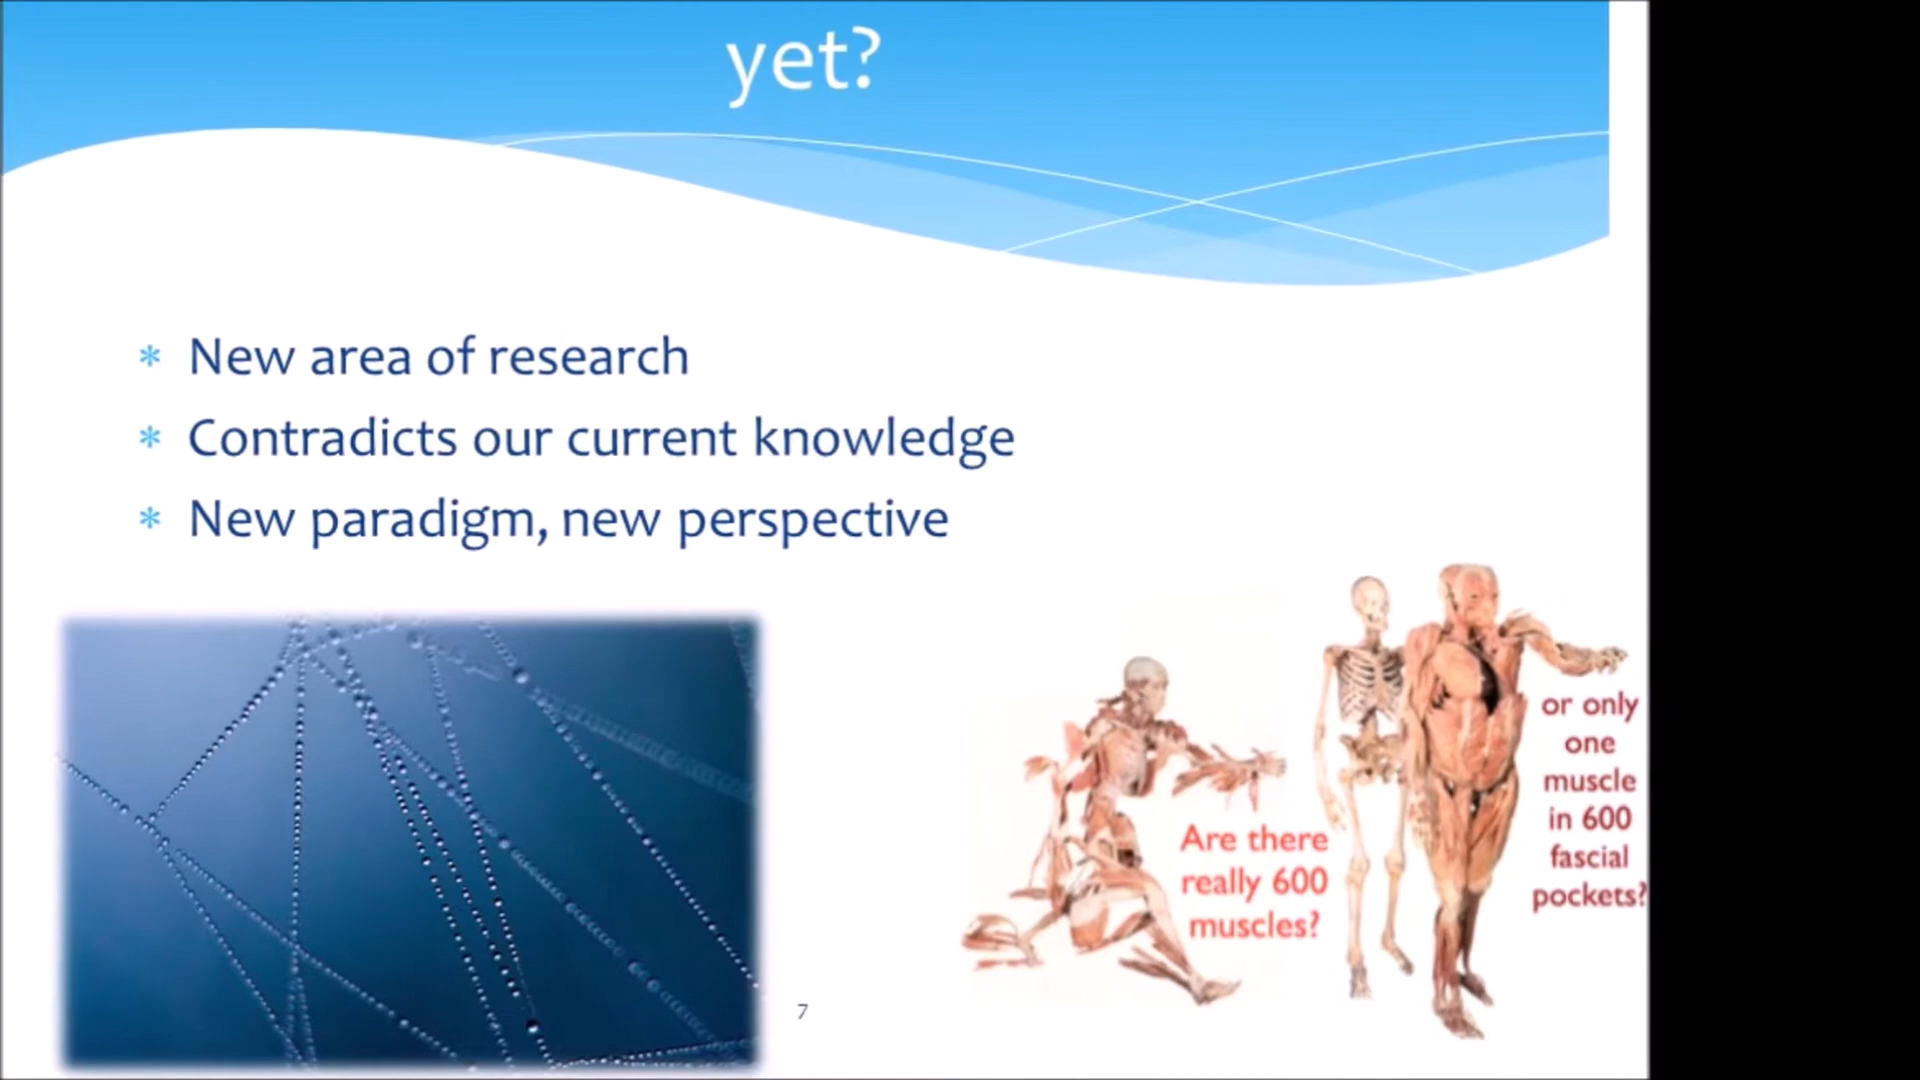 yet?
* New area of research
* Contradicts our current knowledge
* New paradigm, new perspective
Are there
really 600
muscles?
or only
one
muscle
in 600
fascial
pockets?
7